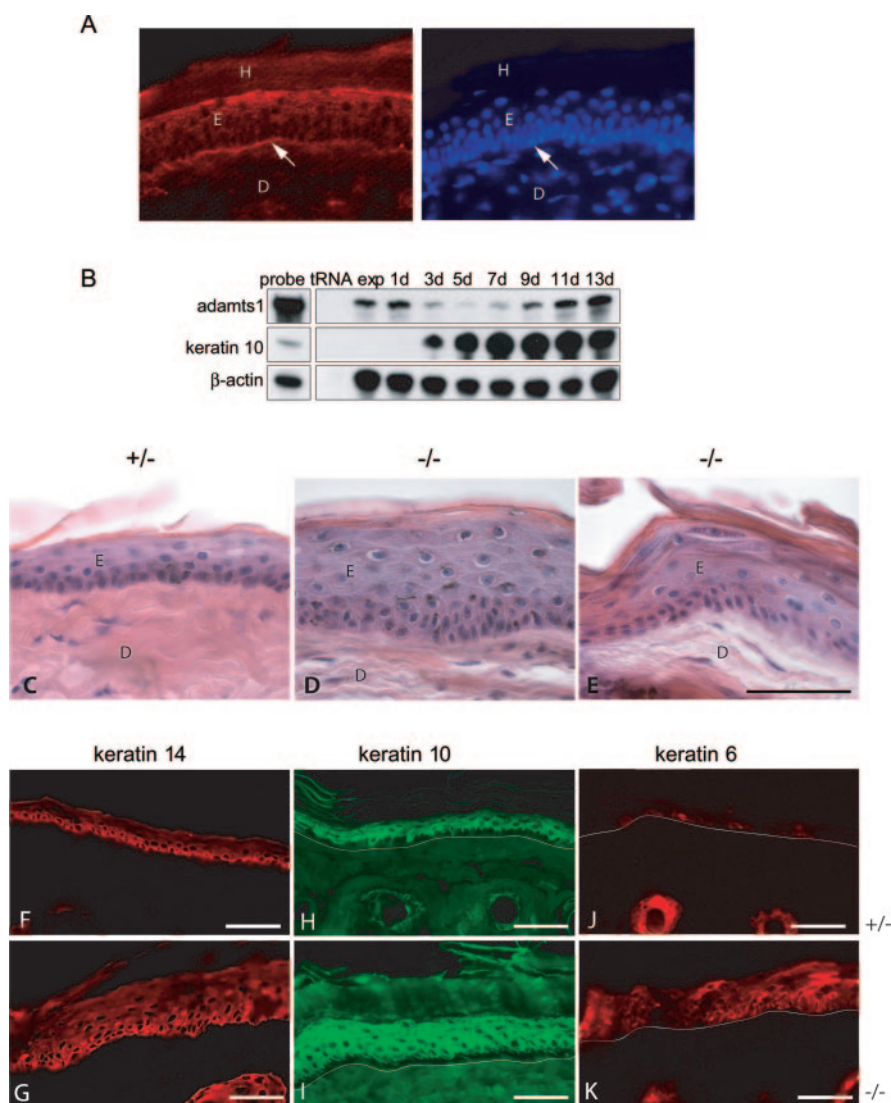 A
H
E
D
H
E
D
B
probe tRNA exp 1d 3d 5d 7d 9d 11d 13d
adamts1
keratin 10
β-actin
+/-
-/-
-/-
E
D
C
E
D
D
E
D
E
keratin 14
keratin 10
keratin 6
F
H
J
+/-
G
I
K
-/-